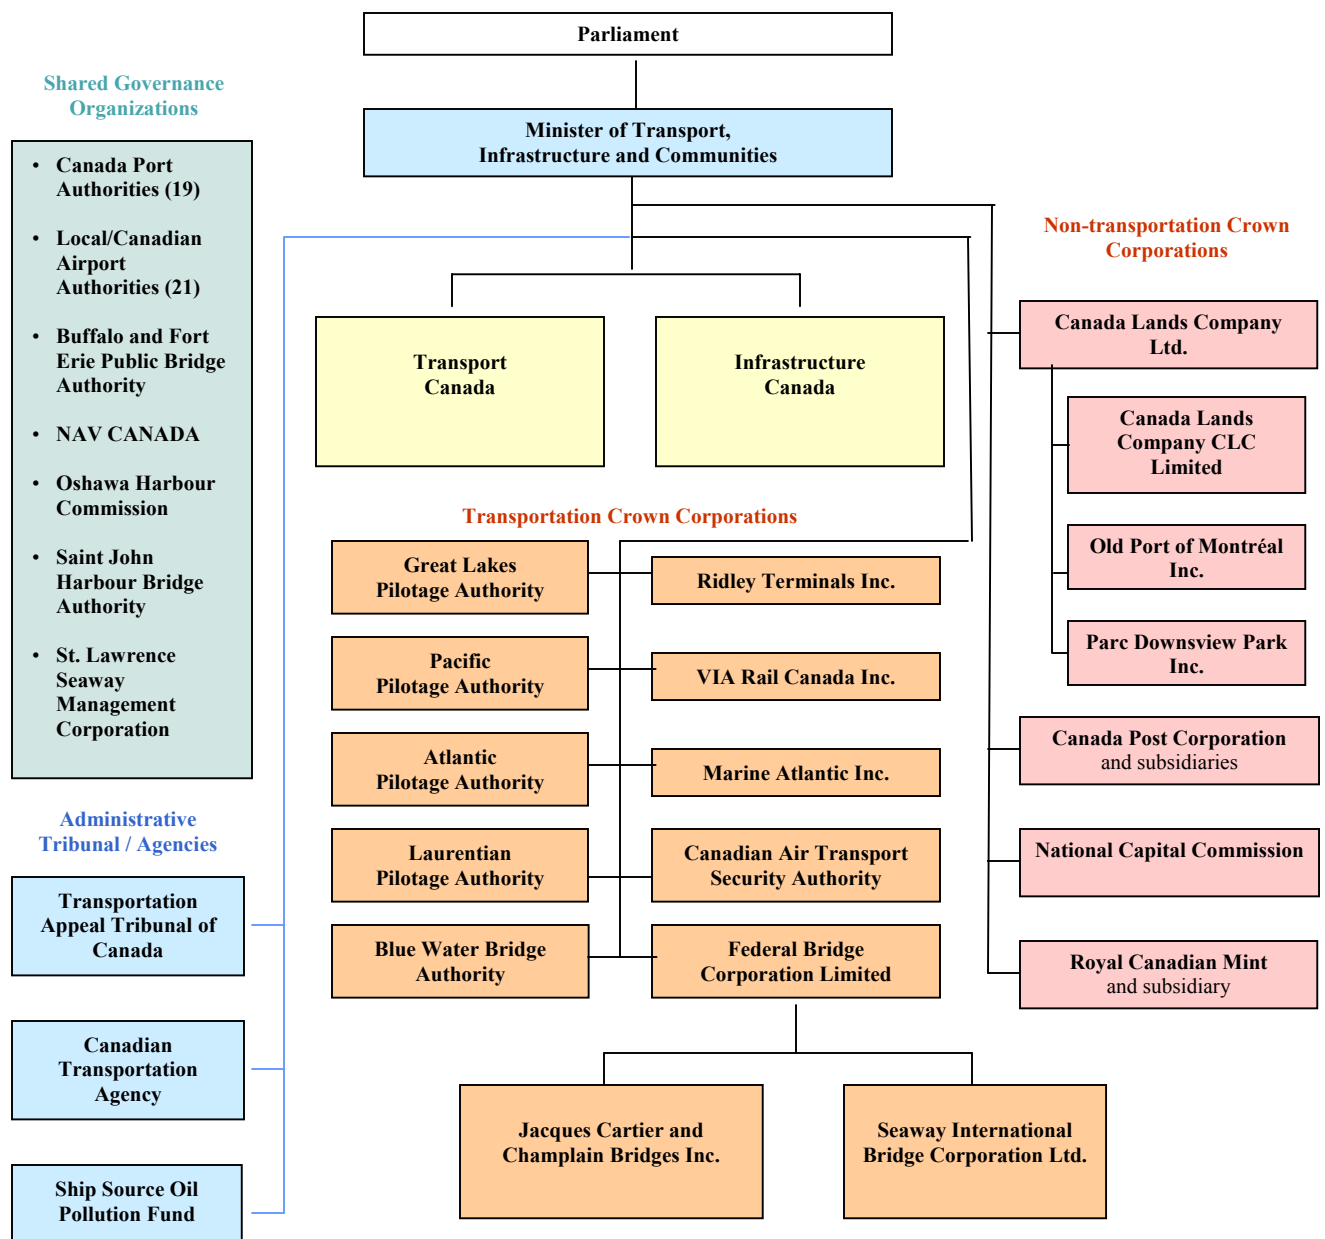 Parliament
Minister of Transport,
Infrastructure and Communities
Shared Governance
Organizations
• Canada Port
Authorities (19)
• Local/Canadian
Airport
Authorities (21)
• Buffalo and Fort
Erie Public Bridge
Authority
• NAV CANADA
• Oshawa Harbour
Commission
• Saint John
Harbour Bridge
Authority
• St. Lawrence
Seaway
Management
Corporation
Administrative
Tribunal / Agencies
Transportation
Appeal Tribunal of
Canada
Canadian
Transportation
Agency
Ship Source Oil
Pollution Fund
Transport
Canada
Infrastructure
Canada
Transportation Crown Corporations
Great Lakes
Pilotage Authority
Ridley Terminals Inc.
Pacific
Pilotage Authority
VIA Rail Canada Inc.
Atlantic
Pilotage Authority
Marine Atlantic Inc.
Laurentian
Pilotage Authority
Canadian Air Transport
Security Authority
Blue Water Bridge
Authority
Federal Bridge
Corporation Limited
Jacques Cartier and
Champlain Bridges Inc.
Seaway International
Bridge Corporation Ltd.
Non-transportation Crown
Corporations
Canada Lands Company
Ltd.
Canada Lands
Company CLC
Limited
Old Port of Montréal
Inc.
Parc Downsview Park
Inc.
Canada Post Corporation
and subsidiaries
National Capital Commission
Royal Canadian Mint
and subsidiary